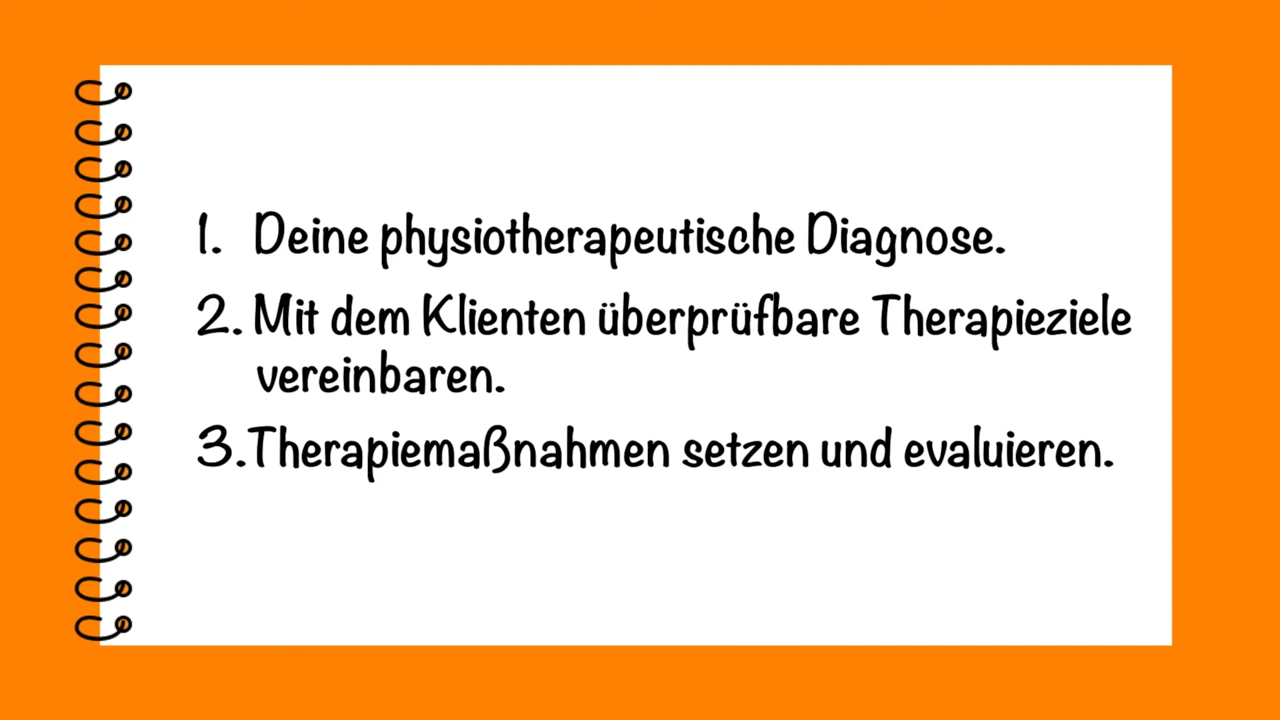 1. Deine physiotherapeutische Diagnose.
2. Mit dem Klienten überprüfbare Therapieziele
vereinbaren.
3.Therapiemaßnahmen setzen und evaluieren.